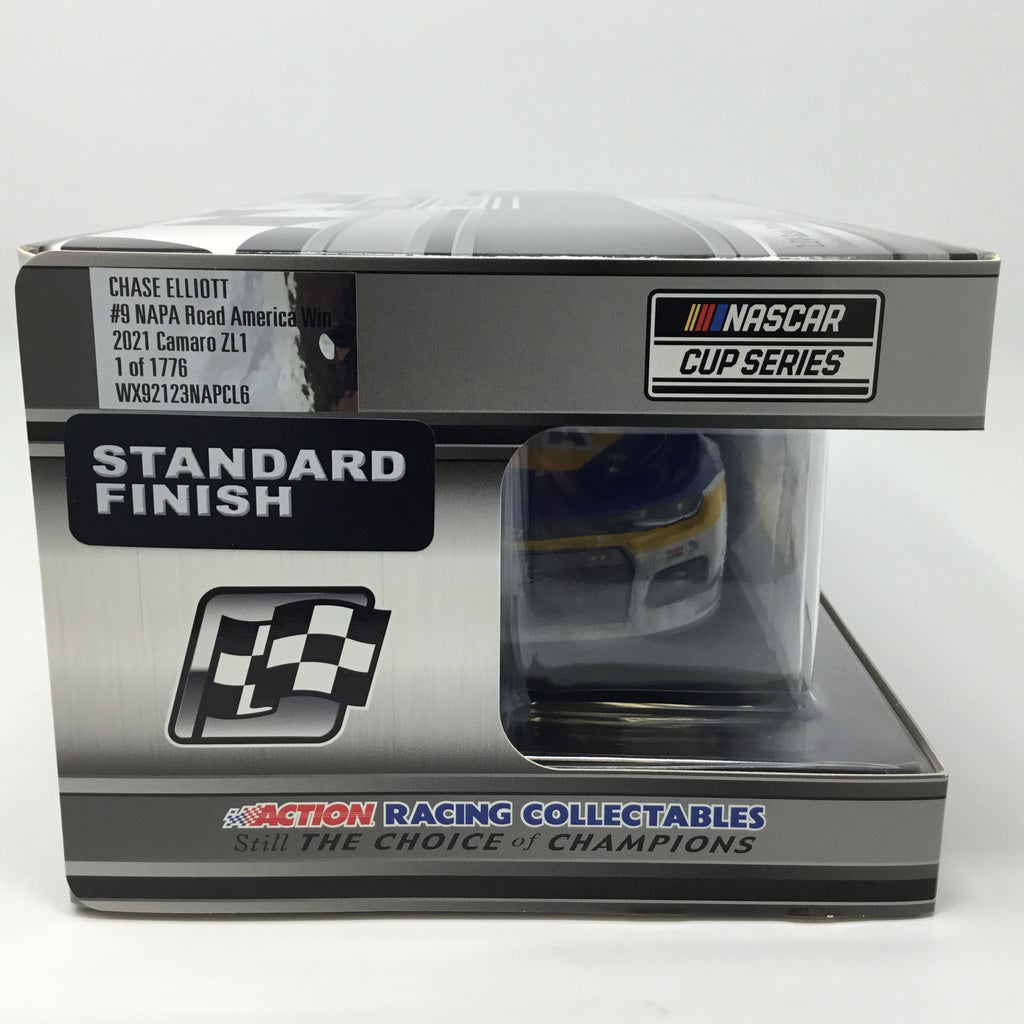 CHASE ELLIOTT
#9 NAPA Road America Win
2021 Camaro ZL1
1 of 1776
WX92123NAPCL6
NASCAR
CUP SERIES
STANDARD
FINISH
ACTION RACING COLLECTABLES
Still THE CHOICE of CHAMPIONS